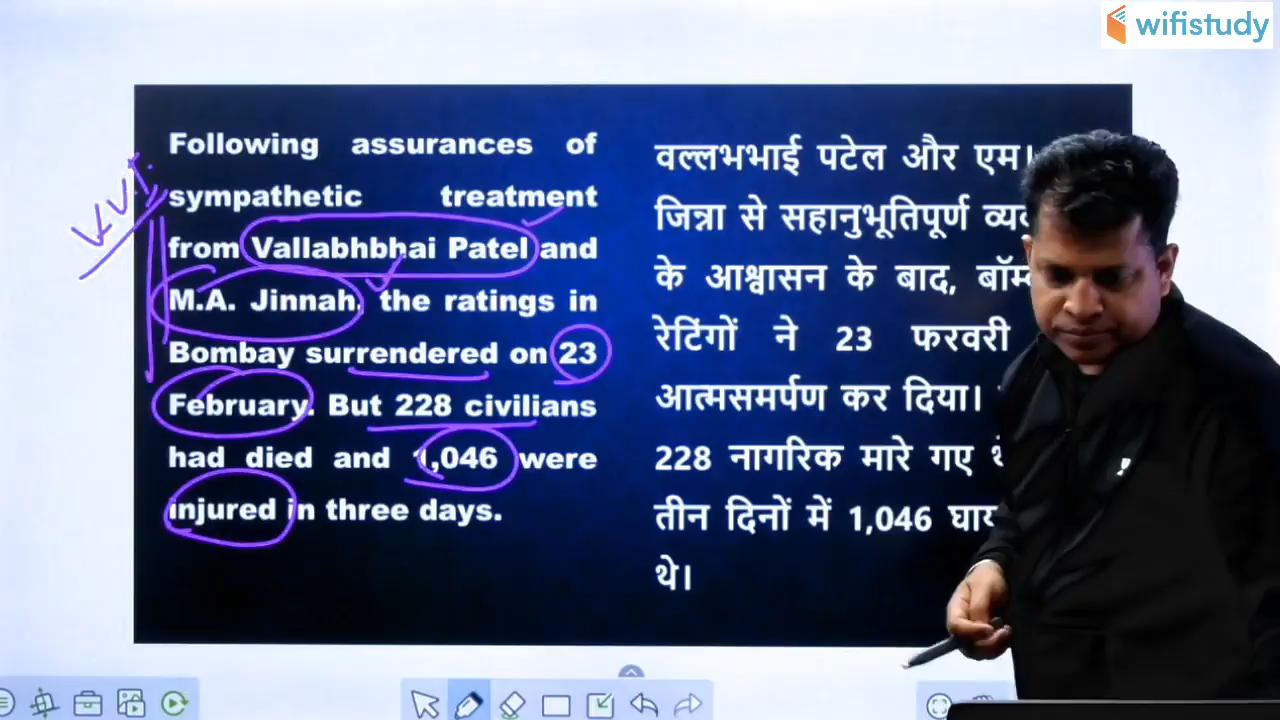 wifistudy
V.V.I.
Following assurances of
sympathetic treatment
from Vallabhbhai Patel and
M.A. Jinnah, the ratings in
Bombay surrendered on 23
February. But 228 civilians
had died and 1,046 were
injured in three days.
वल्लभभाई पटेल और एम।
जिन्ना से सहानुभूतिपूर्ण
के आश्वासन के बाद,
रेटिंगों ने 23 फरवरी
आत्मसमर्पण कर दिया।
228 नागरिक मारे गए
तीन दिनों में 1,046
थे।